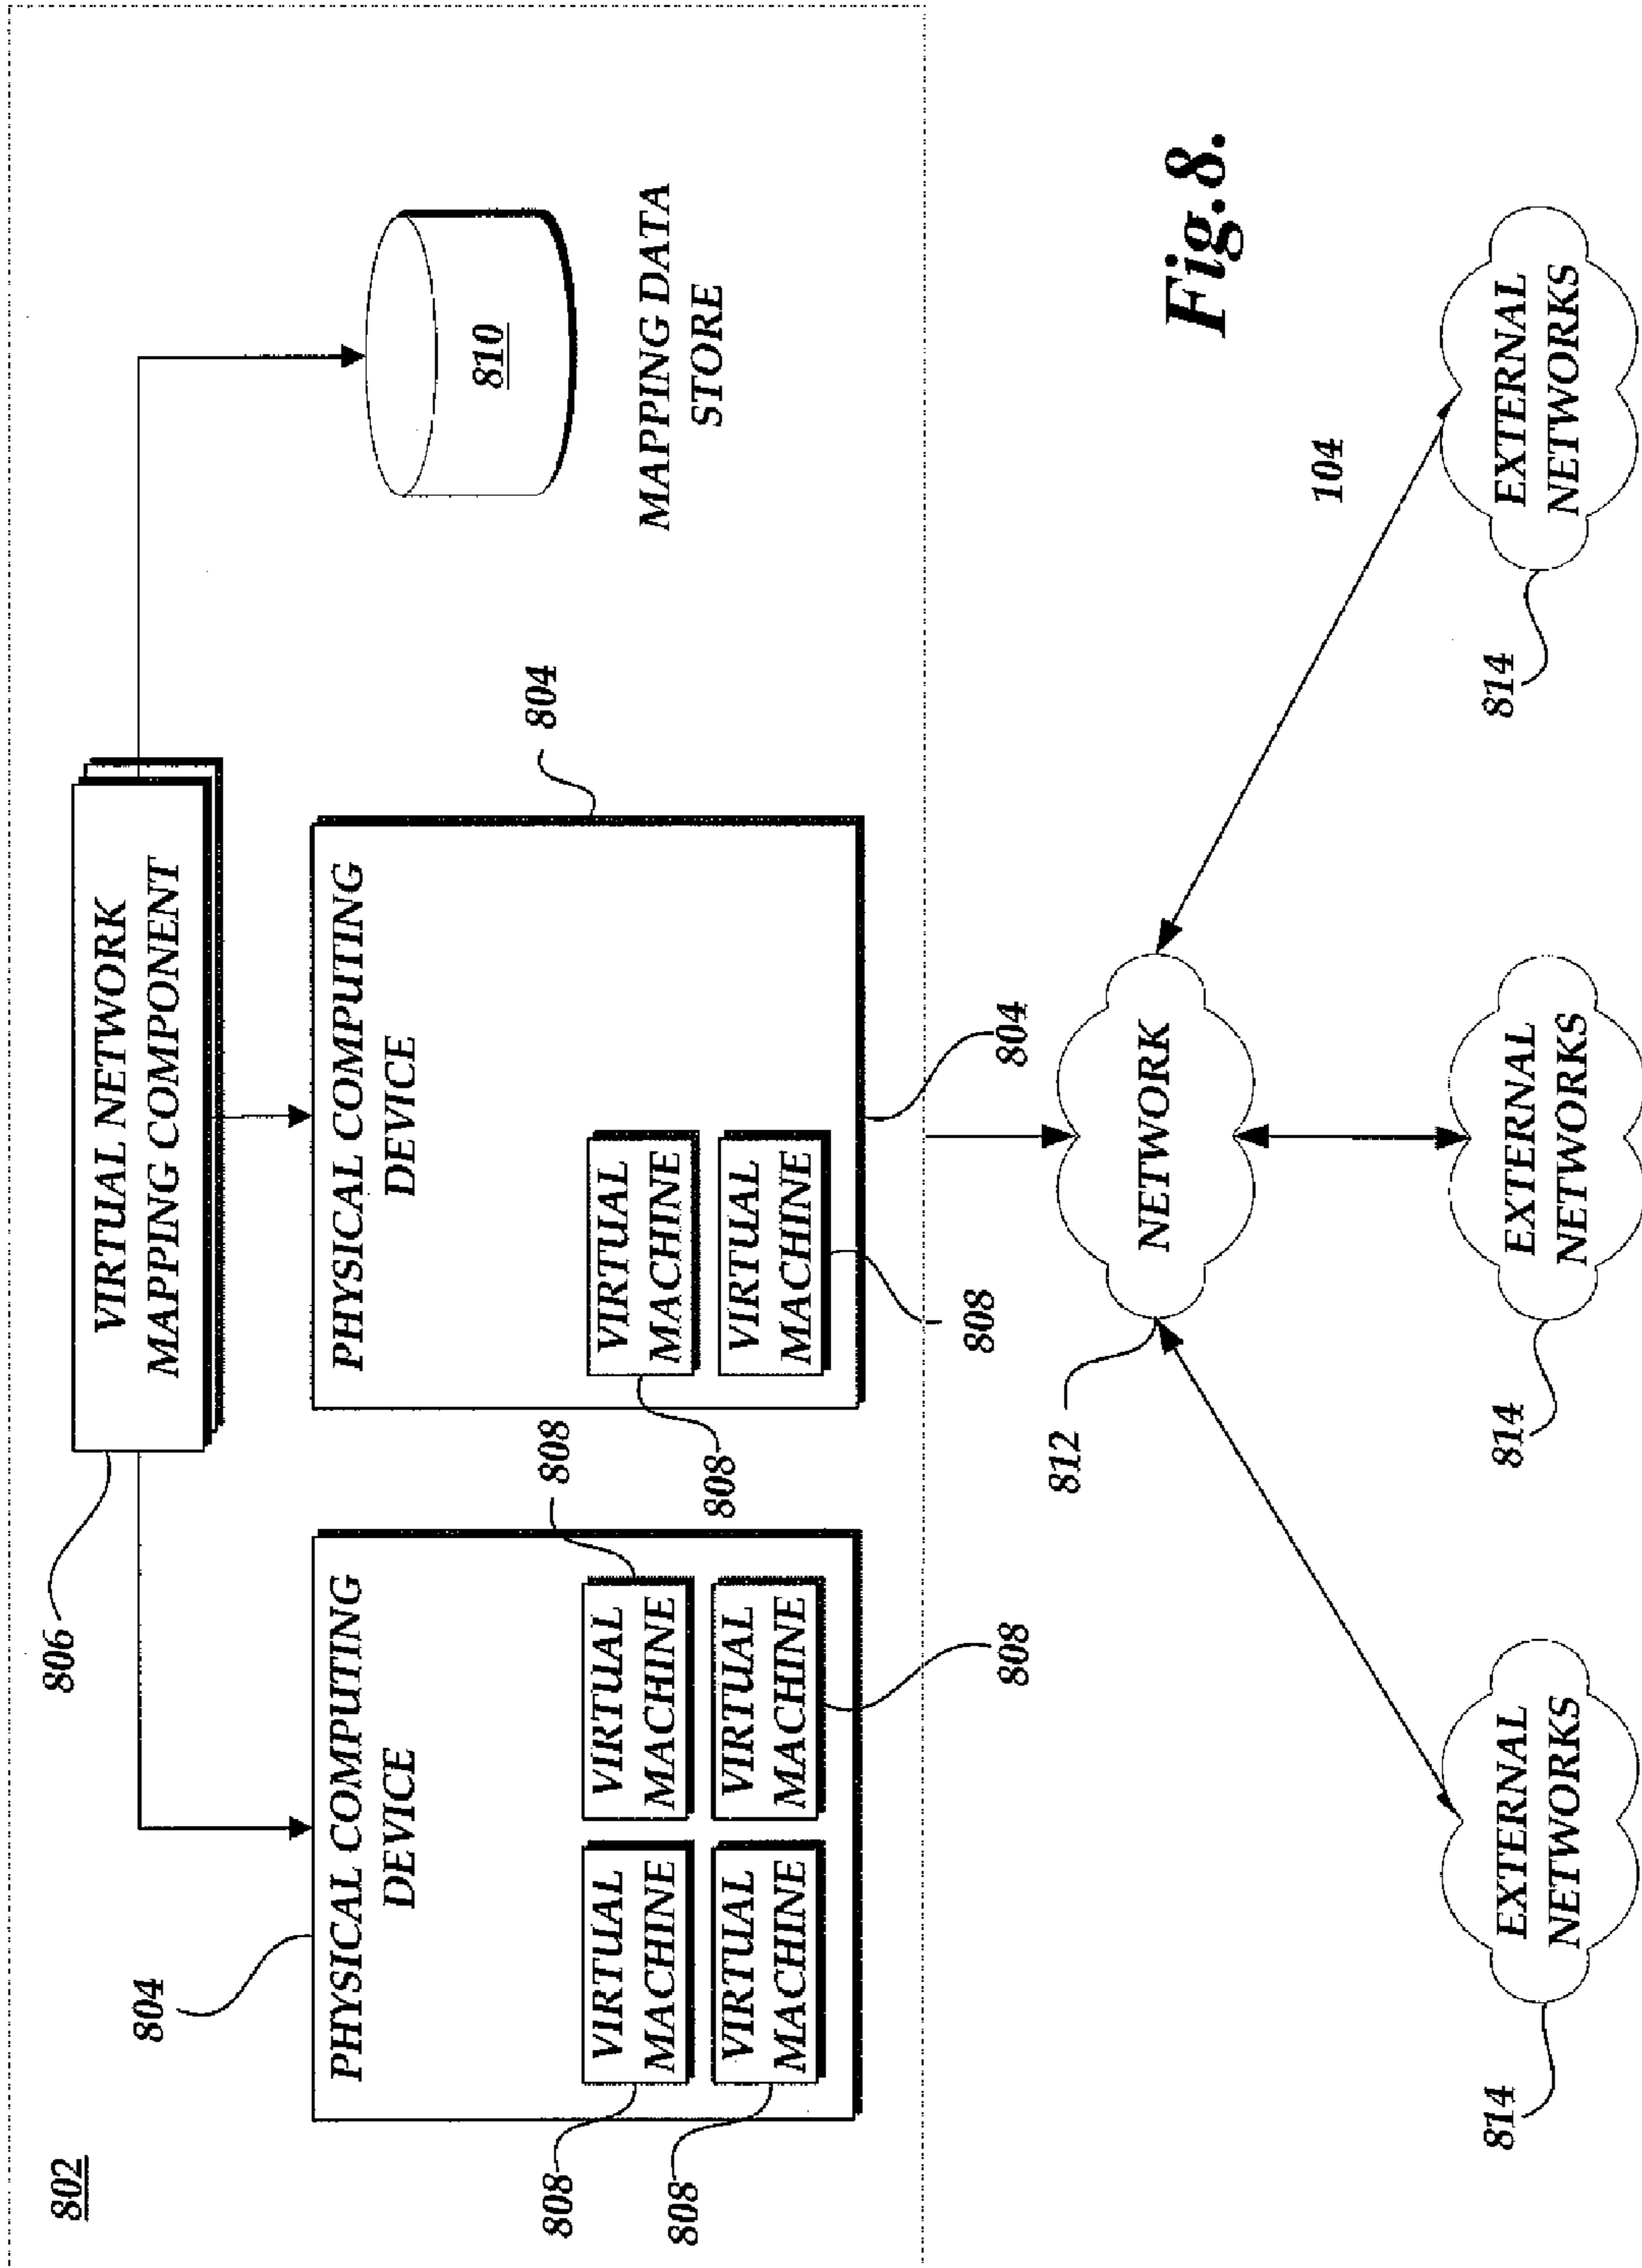 802
806
VIRTUAL NETWORK
MAPPING COMPONENT
804
PHYSICAL COMPUTING
DEVICE
808
VIRTUAL
MACHINE
808
VIRTUAL
MACHINE
808
VIRTUAL
MACHINE
808
VIRTUAL
MACHINE
804
PHYSICAL COMPUTING
DEVICE
808
VIRTUAL
MACHINE
808
VIRTUAL
MACHINE
804
810
MAPPING DATA
STORE
812
NETWORK
104
Fig.8.
814
EXTERNAL
NETWORKS
814
EXTERNAL
NETWORKS
814
EXTERNAL
NETWORKS